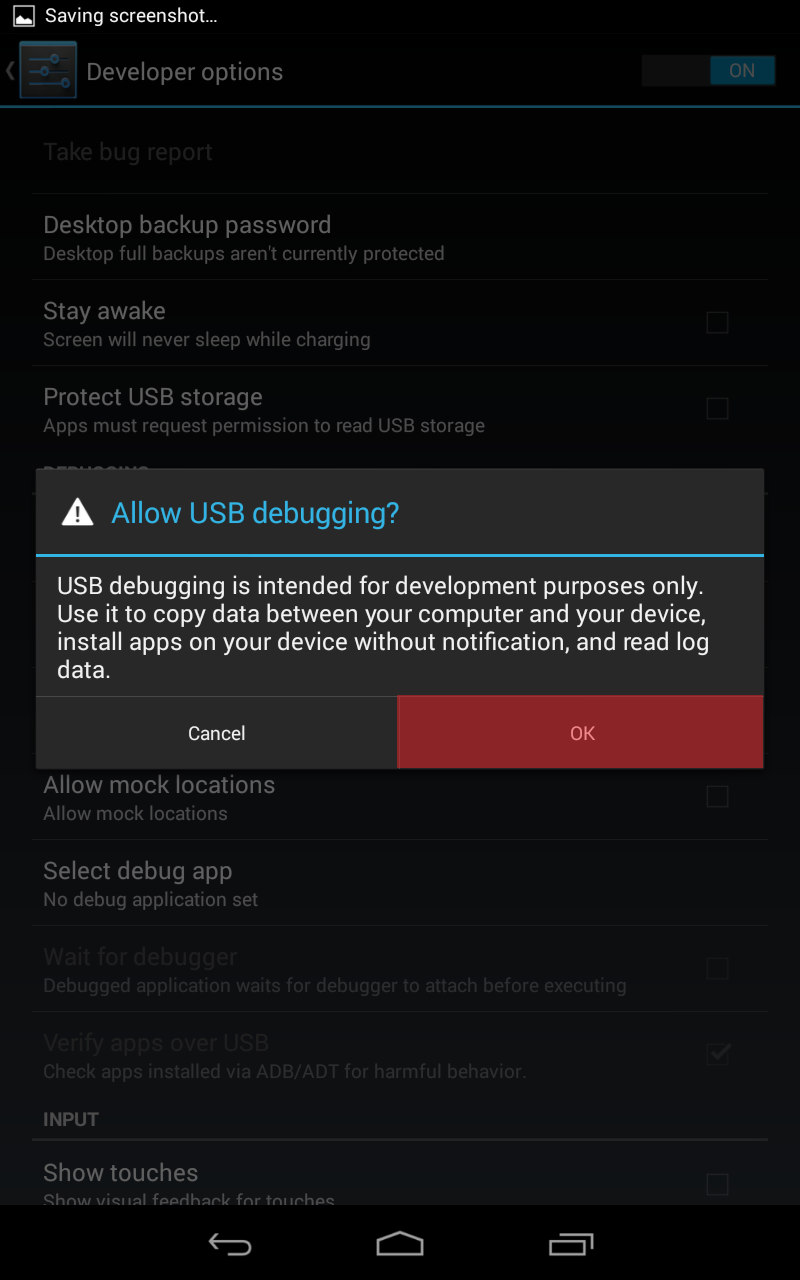 Saving screenshot...
Developer options
ON
Take bug report
Desktop backup password
Desktop full backups aren't currently protected
Stay awake
Screen will never sleep while charging
Protect USB storage
Apps must request permission to read USB storage
DEBUGGING
Allow USB debugging?
USB debugging is intended for development purposes only.
Use it to copy data between your computer and your device,
install apps on your device without notification, and read log
data.
Cancel
OK
Allow mock locations
Allow mock locations
Select debug app
No debug application set
Wait for debugger
Debugged application waits for debugger to attach before executing
Verify apps over USB
Check apps installed via ADB/ADT for harmful behavior.
INPUT
Show touches
Show visual feedback for touches